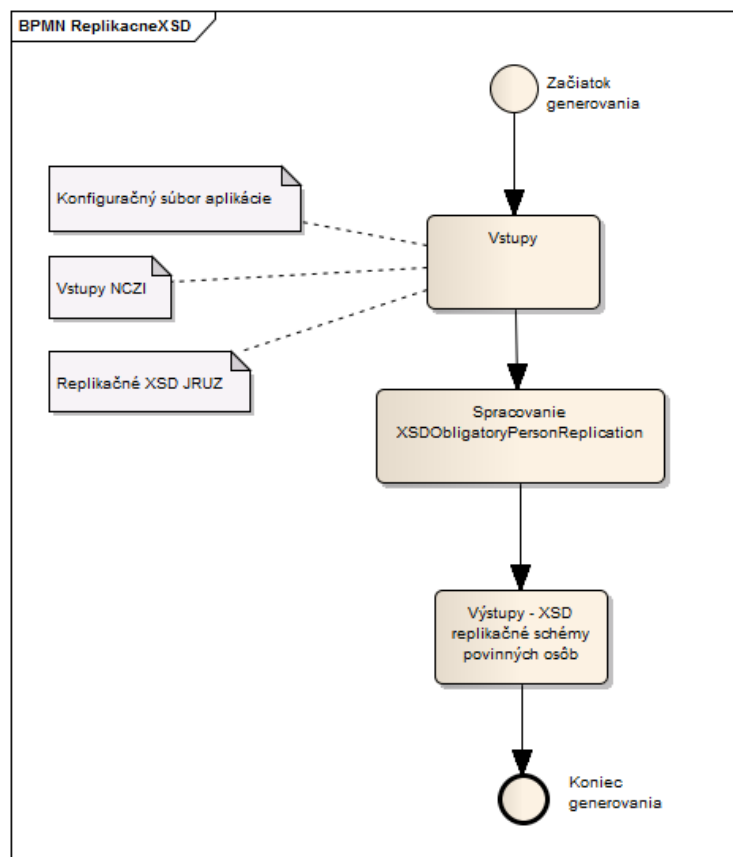 BPMN ReplikacneXSD
Začiatok
generovania
Konfiguračný súbor aplikácie
Vstupy
Vstupy NCZI
Replikačné XSD JRUZ
Spracovanie
XSDObligatoryPersonReplication
Výstupy - XSD
replikačné schémy
povinných osôb
Koniec
generovania